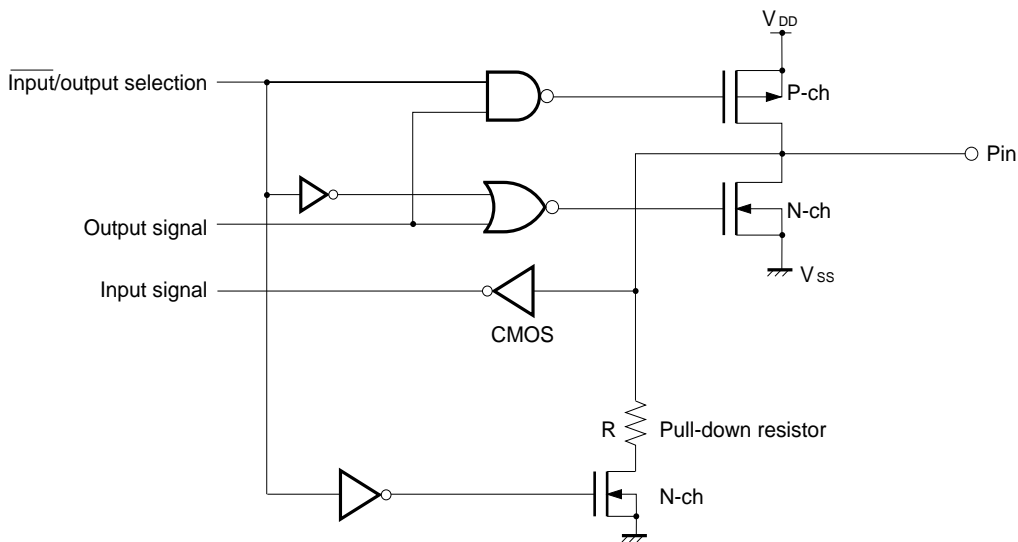 VDD
Input/output selection
P-ch
Pin
N-ch
Output signal
VSS
Input signal
CMOS
R Pull-down resistor
N-ch